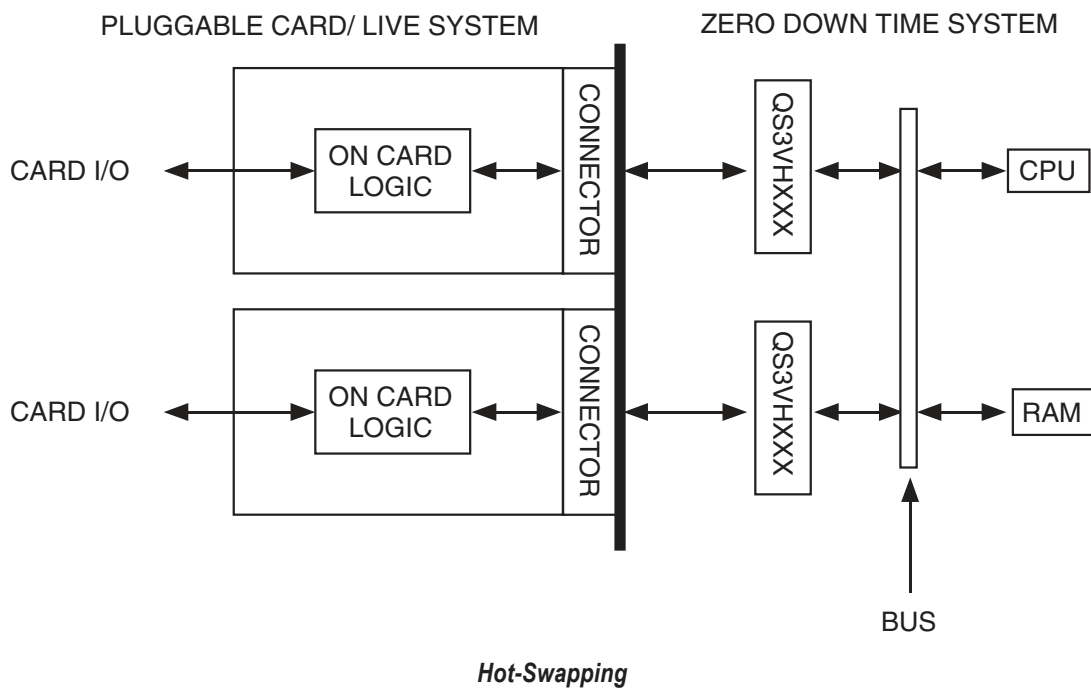 PLUGGABLE CARD/ LIVE SYSTEM
ZERO DOWN TIME SYSTEM
CARD I/O
ON CARD
LOGIC
CONNECTOR
QS3VHXXX
CPU
CARD I/O
ON CARD
LOGIC
CONNECTOR
QS3VHXXX
RAM
BUS
Hot-Swapping